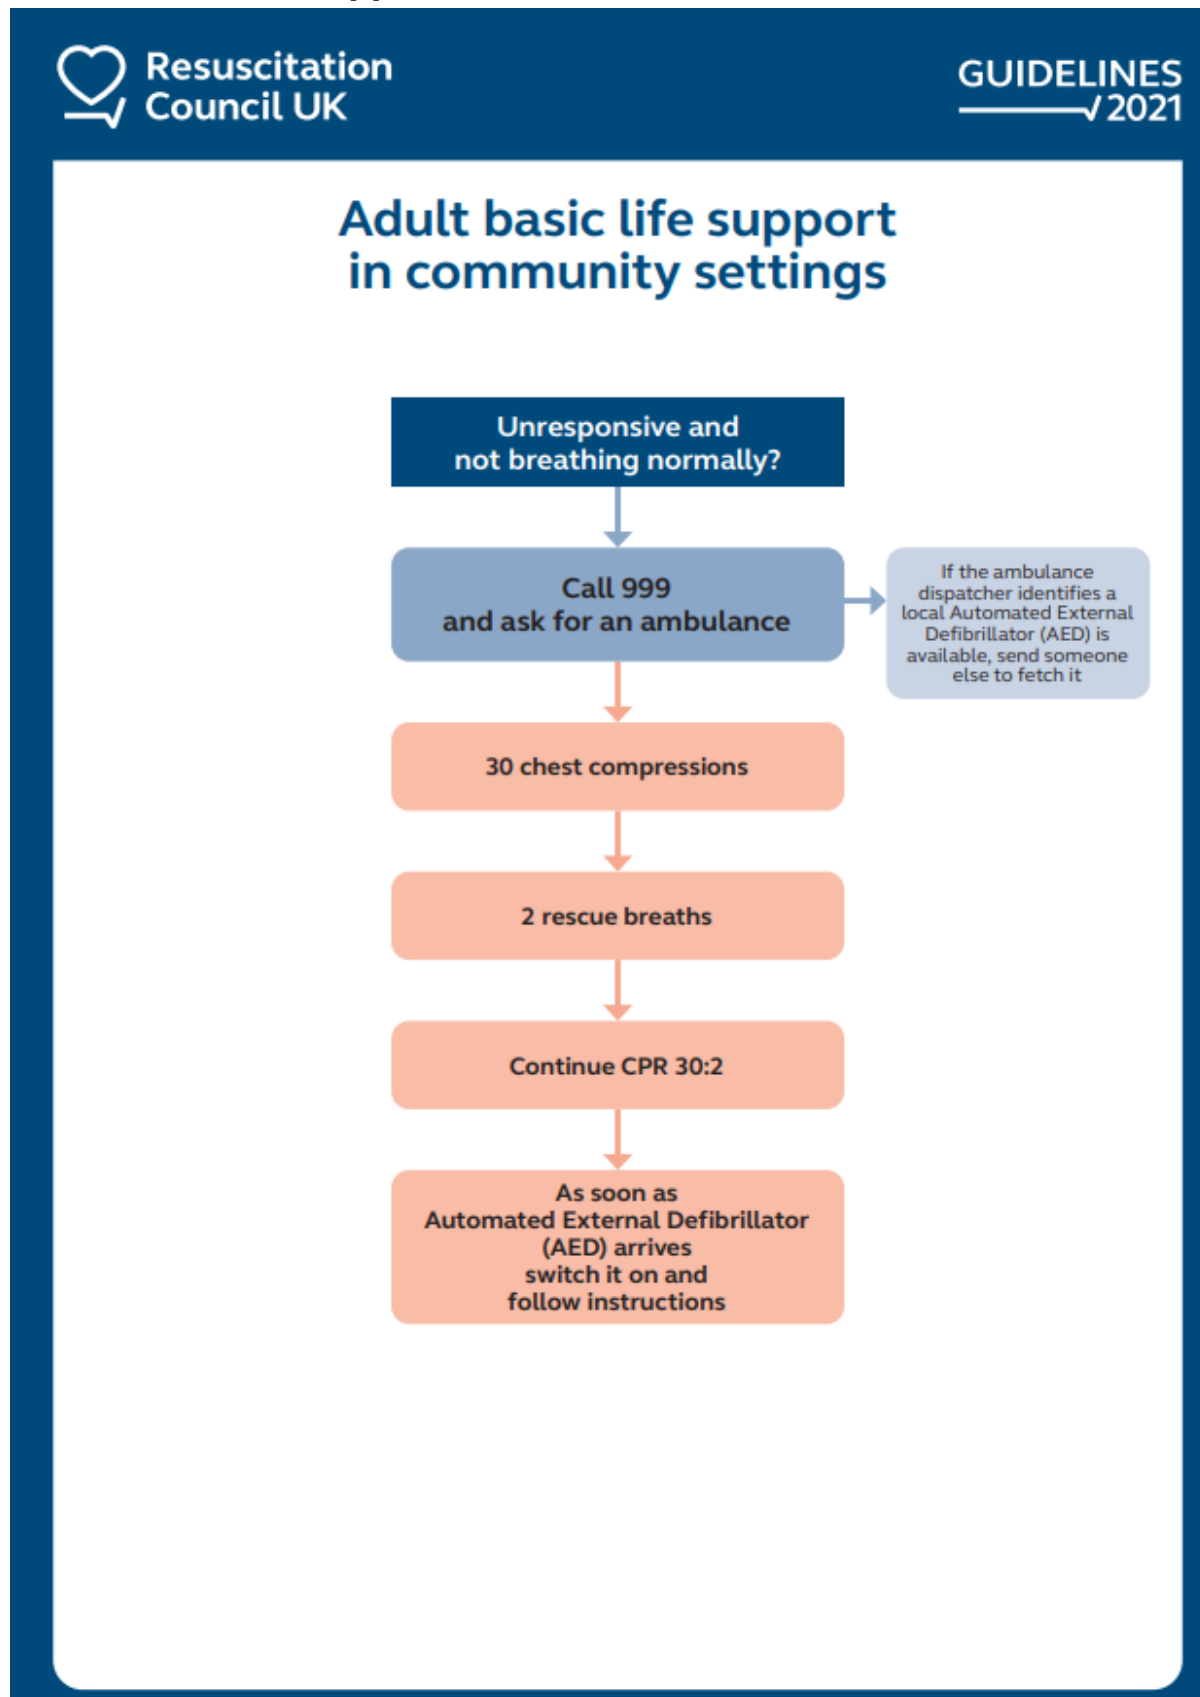 Resuscitation
Council UK
GUIDELINES
2021
Adult basic life support
in community settings
Unresponsive and
not breathing normally?
Call 999
and ask for an ambulance
If the ambulance
dispatcher identifies a
local Automated External
Defibrillator (AED) is
available, send someone
else to fetch it
30 chest compressions
2 rescue breaths
Continue CPR 30:2
As soon as
Automated External Defibrillator
(AED) arrives
switch it on and
follow instructions